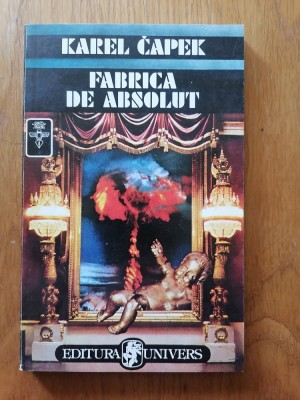 KAREL ČAPEK
FABRICA
DE ABSOLUT
EDITURA UNIVERS